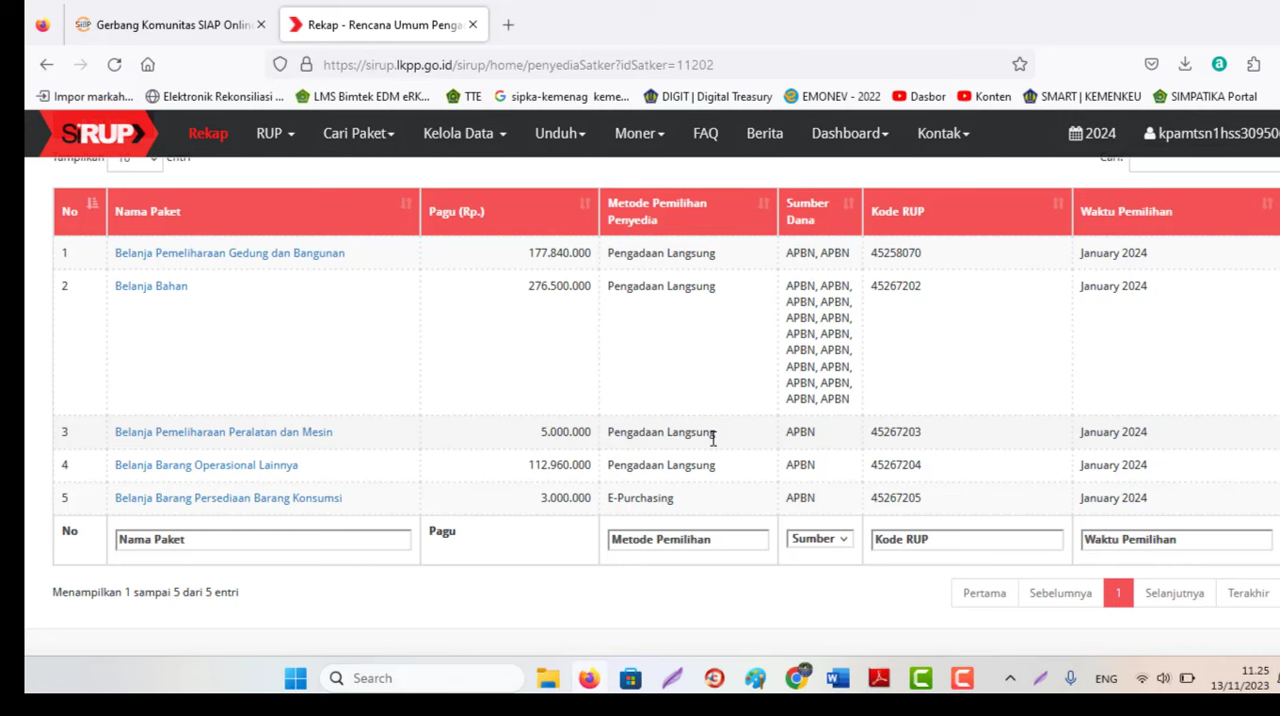 Gerbang Komunitas SIAP Onlin
Rekap - Rencana Umum Penga
https://sirup.lkpp.go.id/sirup/home/penyediaSatker?idSatker=11202
Impor markah... Elektronik Rekonsiliasi ... LMS Bimtek EDM eRK... TTE sipka-kemenag keme... DIGIT | Digital Treasury EMONEV - 2022 Dasbor Konten SMART | KEMENKEU SIMPATIKA Portal
SiRUP Rekap RUP Cari Paket Kelola Data Unduh Moner Dashboard FAQ Berita Kontak 2024 kpamtsn1hss30950
Tampilkan 10 entri Cari:
No Nama Paket Pagu (Rp.) Metode Pemilihan Penyedia Sumber Dana Kode RUP Waktu Pemilihan
1 Belanja Pemeliharaan Gedung dan Bangunan 177.840.000 Pengadaan Langsung APBN, APBN 45258070 January 2024
2 Belanja Bahan 276.500.000 Pengadaan Langsung APBN, APBN, 45267202 January 2024
APBN, APBN,
APBN, APBN,
APBN, APBN,
APBN, APBN,
APBN, APBN,
APBN, APBN,
APBN, APBN
3 Belanja Pemeliharaan Peralatan dan Mesin 5.000.000 Pengadaan Langsung APBN 45267203 January 2024
4 Belanja Barang Operasional Lainnya 112.960.000 Pengadaan Langsung APBN 45267204 January 2024
5 Belanja Barang Persediaan Barang Konsumsi 3.000.000 E-Purchasing APBN 45267205 January 2024
No Nama Paket Pagu Metode Pemilihan Sumber Kode RUP Waktu Pemilihan
Menampilkan 1 sampai 5 dari 5 entri Pertama Sebelumnya 1 Selanjutnya Terakhir
Search ENG 11.25
13/11/2023